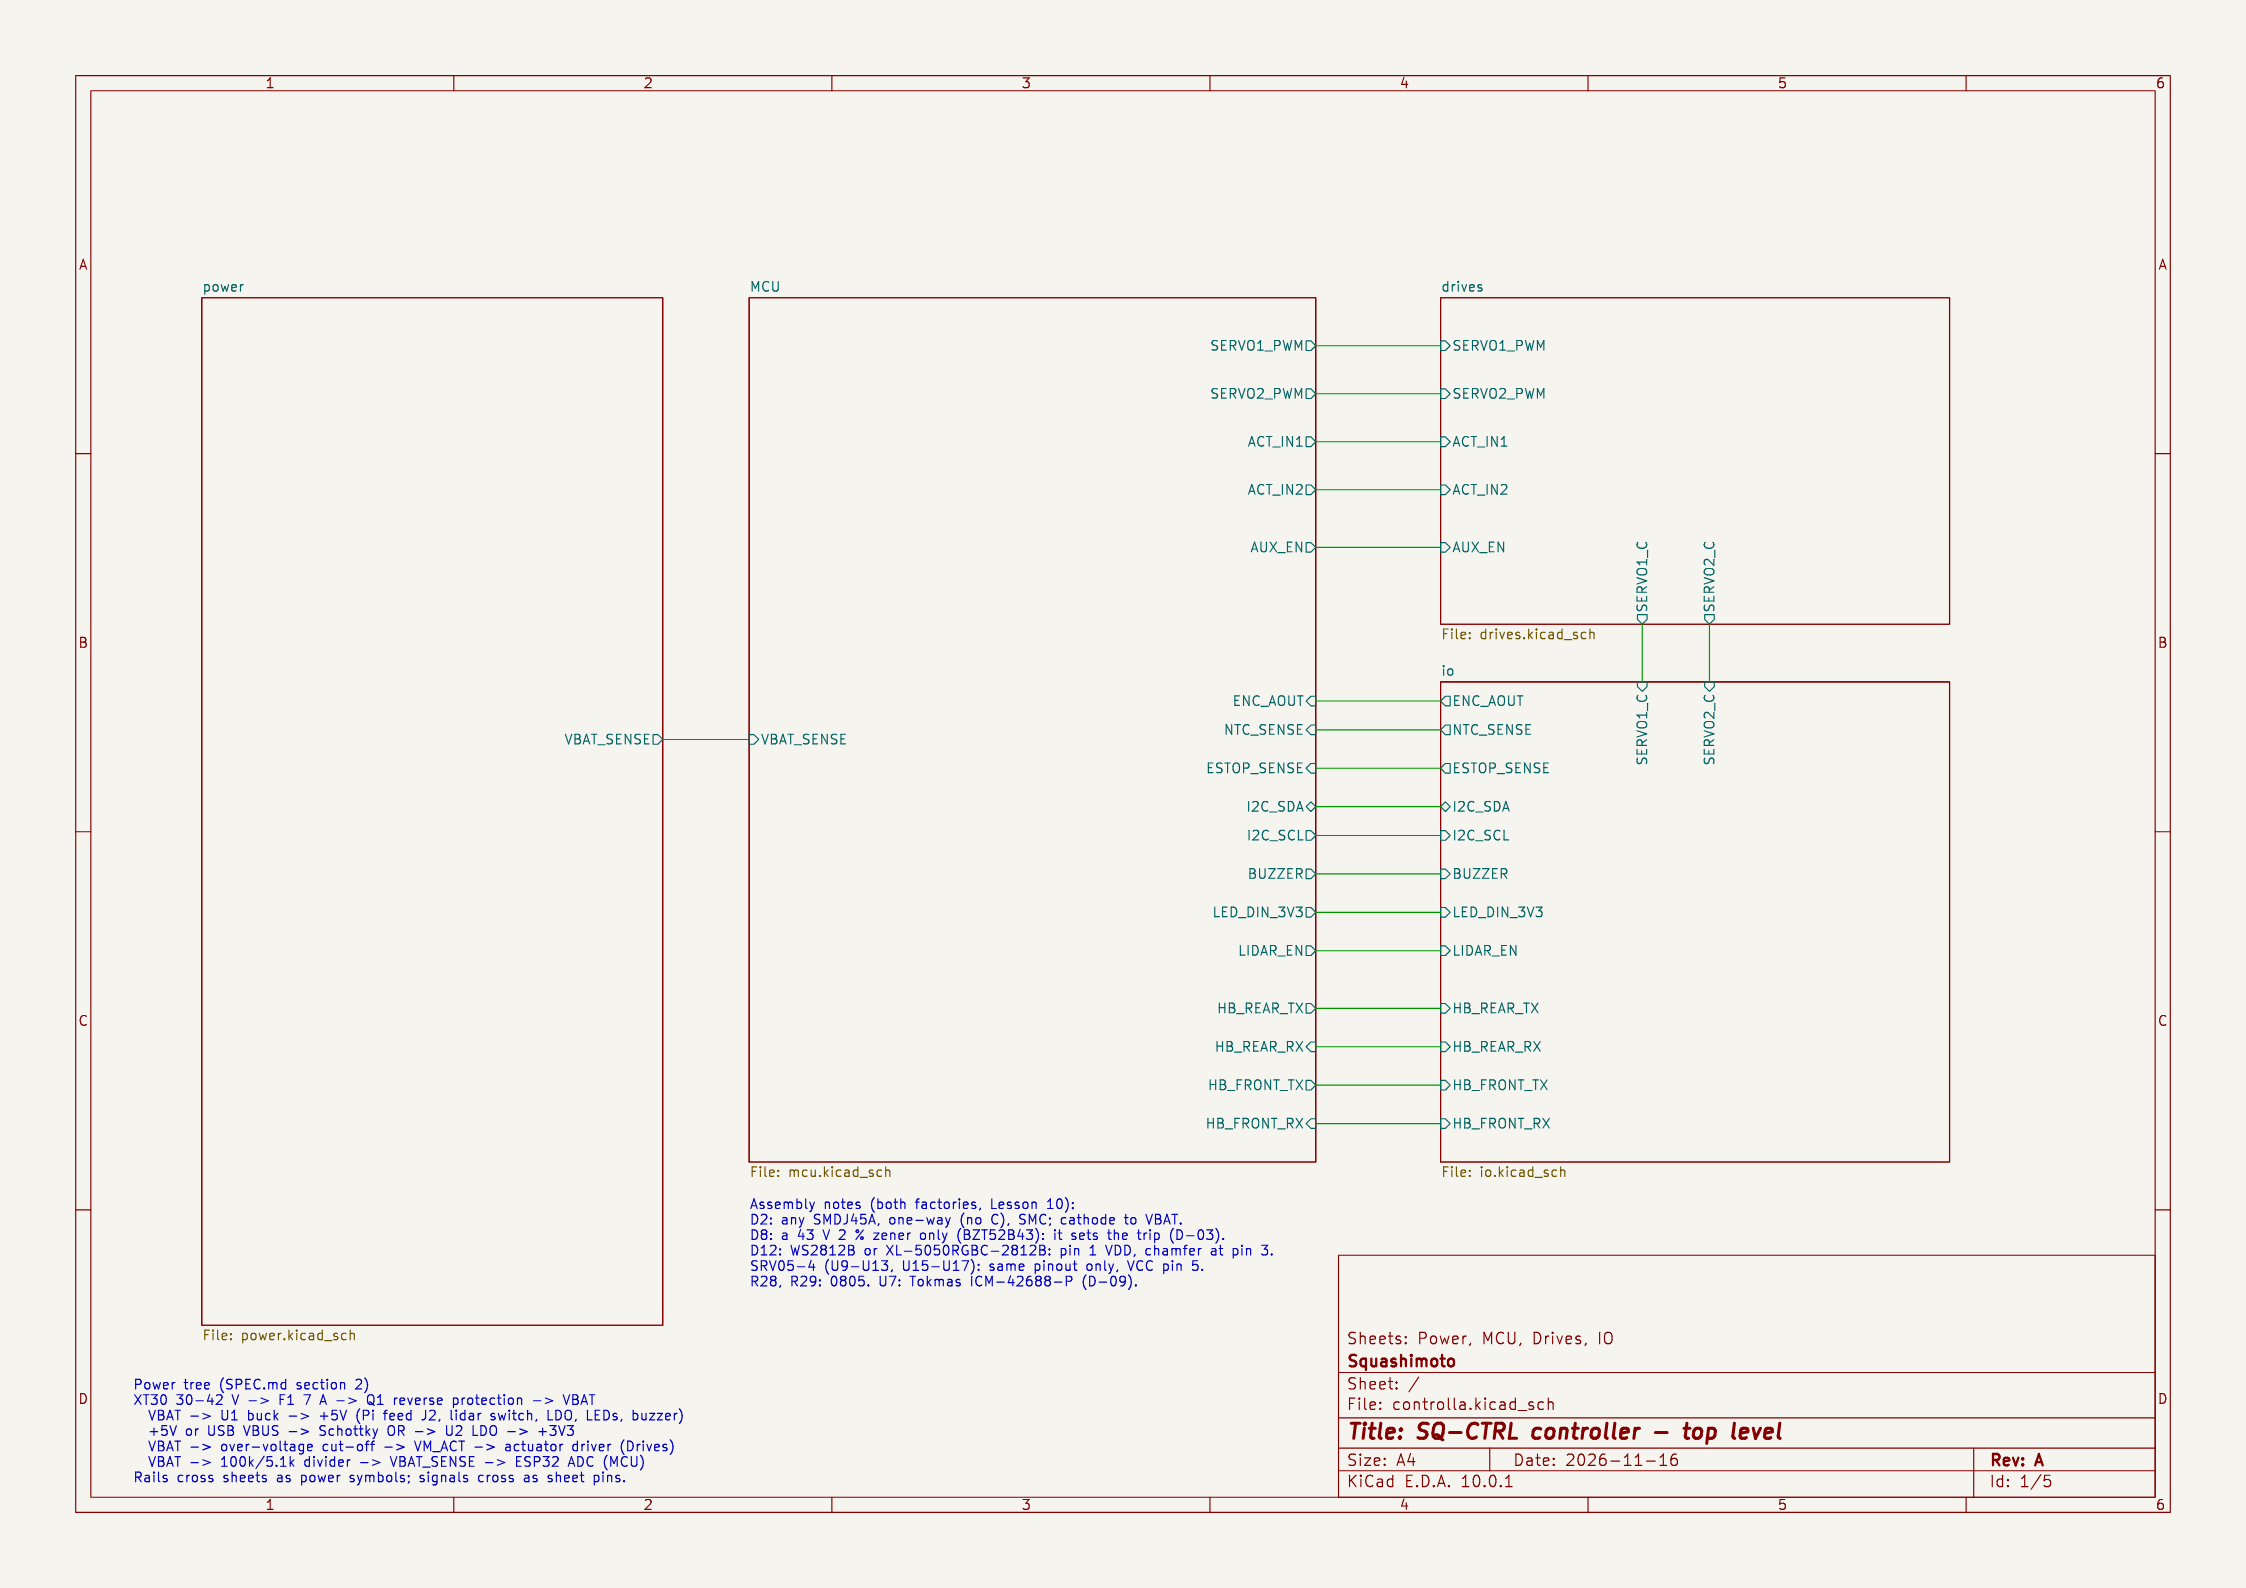 1 2 3 4 5 6
A A
B B
C C
D D
power
VBAT_SENSE
File: power.kicad_sch
MCU
VBAT_SENSE
SERVO1_PWM
SERVO2_PWM
ACT_IN1
ACT_IN2
AUX_EN
ENC_AOUT
NTC_SENSE
ESTOP_SENSE
I2C_SDA
I2C_SCL
BUZZER
LED_DIN_3V3
LIDAR_EN
HB_REAR_TX
HB_REAR_RX
HB_FRONT_TX
HB_FRONT_RX
File: mcu.kicad_sch
drives
SERVO1_PWM
SERVO2_PWM
ACT_IN1
ACT_IN2
AUX_EN
SERVO1_C
SERVO2_C
File: drives.kicad_sch
io
SERVO1_C
SERVO2_C
ENC_AOUT
NTC_SENSE
ESTOP_SENSE
I2C_SDA
I2C_SCL
BUZZER
LED_DIN_3V3
LIDAR_EN
HB_REAR_TX
HB_REAR_RX
HB_FRONT_TX
HB_FRONT_RX
File: io.kicad_sch
Assembly notes (both factories, Lesson 10):
D2: any SMDJ45A, one-way (no C), SMC; cathode to VBAT.
D8: a 43 V 2 % zener only (BZT52B43): it sets the trip (D-03).
D12: WS2812B or XL-5050RGBC-2812B: pin 1 VDD, chamfer at pin 3.
SRV05-4 (U9-U13, U15-U17): same pinout only, VCC pin 5.
R28, R29: 0805. U7: Tokmas ICM-42688-P (D-09).
Power tree (SPEC.md section 2)
XT30 30-42 V -> F1 7 A -> Q1 reverse protection -> VBAT
VBAT -> U1 buck -> +5V (Pi feed J2, lidar switch, LDO, LEDs, buzzer)
+5V or USB VBUS -> Schottky OR -> U2 LDO -> +3V3
VBAT -> over-voltage cut-off -> VM_ACT -> actuator driver (Drives)
VBAT -> 100k/5.1k divider -> VBAT_SENSE -> ESP32 ADC (MCU)
Rails cross sheets as power symbols; signals cross as sheet pins.
Sheets: Power, MCU, Drives, IO
Squashimoto
Sheet: /
File: controlla.kicad_sch
Title: SQ-CTRL controller - top level
Size: A4 Date: 2026-11-16 Rev: A
KiCad E.D.A. 10.0.1 Id: 1/5
1 2 3 4 5 6